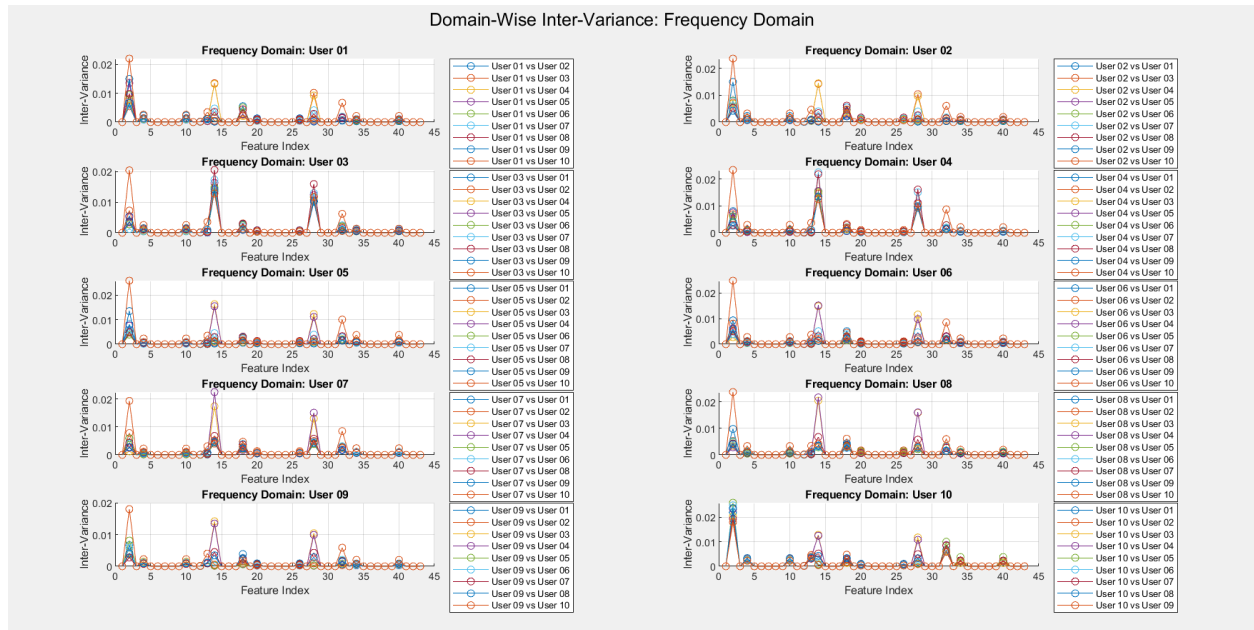 Domain-Wise Inter-Variance: Frequency Domain
Frequency Domain: User 01
Inter-Variance
0.02
0.01
0
0 5 10 15 20 25 30 35 40 45
Feature Index
User 01 vs User 02
User 01 vs User 03
User 01 vs User 04
User 01 vs User 05
User 01 vs User 06
User 01 vs User 07
User 01 vs User 08
User 01 vs User 09
User 01 vs User 10
Frequency Domain: User 02
Inter-Variance
0.02
0.01
0
0 5 10 15 20 25 30 35 40 45
Feature Index
User 02 vs User 01
User 02 vs User 03
User 02 vs User 04
User 02 vs User 05
User 02 vs User 06
User 02 vs User 07
User 02 vs User 08
User 02 vs User 09
User 02 vs User 10
Frequency Domain: User 03
Inter-Variance
0.02
0.01
0
0 5 10 15 20 25 30 35 40 45
Feature Index
User 03 vs User 01
User 03 vs User 02
User 03 vs User 04
User 03 vs User 05
User 03 vs User 06
User 03 vs User 07
User 03 vs User 08
User 03 vs User 09
User 03 vs User 10
Frequency Domain: User 04
Inter-Variance
0.02
0.01
0
0 5 10 15 20 25 30 35 40 45
Feature Index
User 04 vs User 01
User 04 vs User 02
User 04 vs User 03
User 04 vs User 05
User 04 vs User 06
User 04 vs User 07
User 04 vs User 08
User 04 vs User 09
User 04 vs User 10
Frequency Domain: User 05
Inter-Variance
0.02
0.01
0
0 5 10 15 20 25 30 35 40 45
Feature Index
User 05 vs User 01
User 05 vs User 02
User 05 vs User 03
User 05 vs User 04
User 05 vs User 06
User 05 vs User 07
User 05 vs User 08
User 05 vs User 09
User 05 vs User 10
Frequency Domain: User 06
Inter-Variance
0.02
0.01
0
0 5 10 15 20 25 30 35 40 45
Feature Index
User 06 vs User 01
User 06 vs User 02
User 06 vs User 03
User 06 vs User 04
User 06 vs User 05
User 06 vs User 07
User 06 vs User 08
User 06 vs User 09
User 06 vs User 10
Frequency Domain: User 07
Inter-Variance
0.02
0.01
0
0 5 10 15 20 25 30 35 40 45
Feature Index
User 07 vs User 01
User 07 vs User 02
User 07 vs User 03
User 07 vs User 04
User 07 vs User 05
User 07 vs User 06
User 07 vs User 08
User 07 vs User 09
User 07 vs User 10
Frequency Domain: User 08
Inter-Variance
0.02
0.01
0
0 5 10 15 20 25 30 35 40 45
Feature Index
User 08 vs User 01
User 08 vs User 02
User 08 vs User 03
User 08 vs User 04
User 08 vs User 05
User 08 vs User 06
User 08 vs User 07
User 08 vs User 09
User 08 vs User 10
Frequency Domain: User 09
Inter-Variance
0.02
0.01
0
0 5 10 15 20 25 30 35 40 45
Feature Index
User 09 vs User 01
User 09 vs User 02
User 09 vs User 03
User 09 vs User 04
User 09 vs User 05
User 09 vs User 06
User 09 vs User 07
User 09 vs User 08
User 09 vs User 10
Frequency Domain: User 10
Inter-Variance
0.02
0.01
0
0 5 10 15 20 25 30 35 40 45
Feature Index
User 10 vs User 01
User 10 vs User 02
User 10 vs User 03
User 10 vs User 04
User 10 vs User 05
User 10 vs User 06
User 10 vs User 07
User 10 vs User 08
User 10 vs User 09